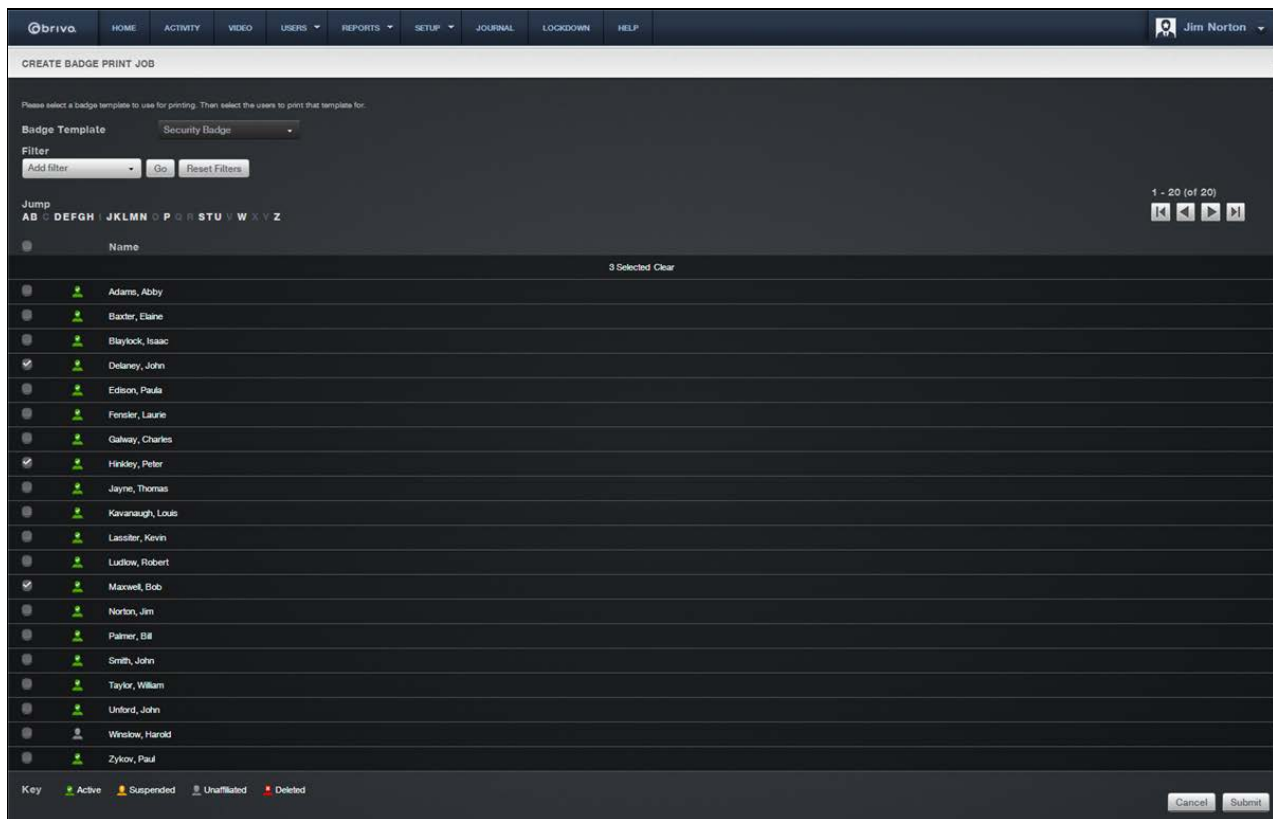 brivo.
HOME ACTIVITY VIDEO USERS REPORTS SETUP JOURNAL LOCKDOWN HELP Jim Norton
CREATE BADGE PRINT JOB
Please select a badge template to use for printing. Then select the users to print that template for.
Badge Template Security Badge
Filter
Add filter Go Reset Filters
1 - 20 (of 20)
Jump
A B C D E F G H I J K L M N O P Q R S T U V W X Y Z
Name
3 Selected Clear
Adams, Abby
Baxter, Elaine
Blaylock, Isaac
Delaney, John
Edison, Paula
Fensler, Laurie
Galway, Charles
Hinkley, Peter
Jayne, Thomas
Kavanaugh, Louis
Lassiter, Kevin
Ludlow, Robert
Maxwell, Bob
Norton, Jim
Palmer, Bill
Smith, John
Taylor, William
Unford, John
Winslow, Harold
Zykov, Paul
Key Active Suspended Unaffiliated Deleted
Cancel Submit